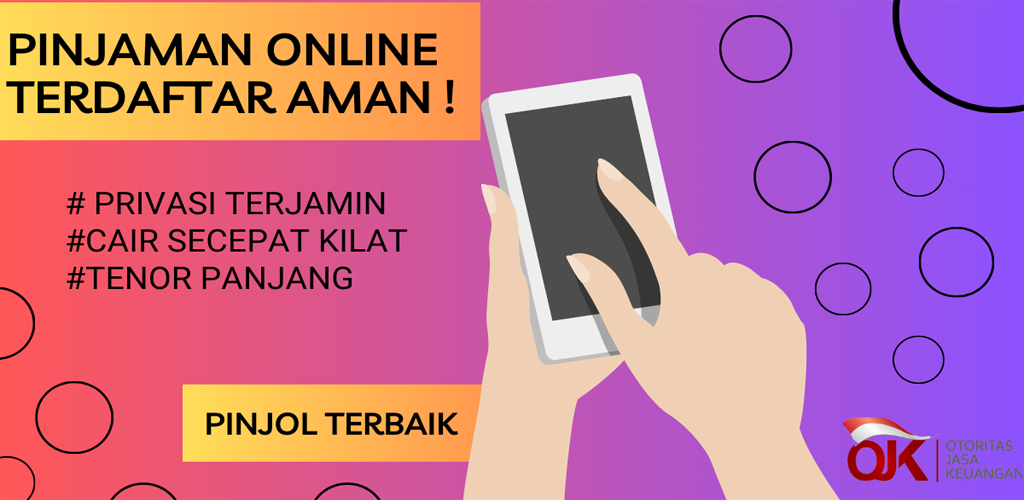 PINJAMAN ONLINE
TERDAFTAR AMAN !
# PRIVASI TERJAMIN
#CAIR SECEPAT KILAT
#TENOR PANJANG
PINJOL TERBAIK
OJK
OTORITAS
JASA
KEUANGAN